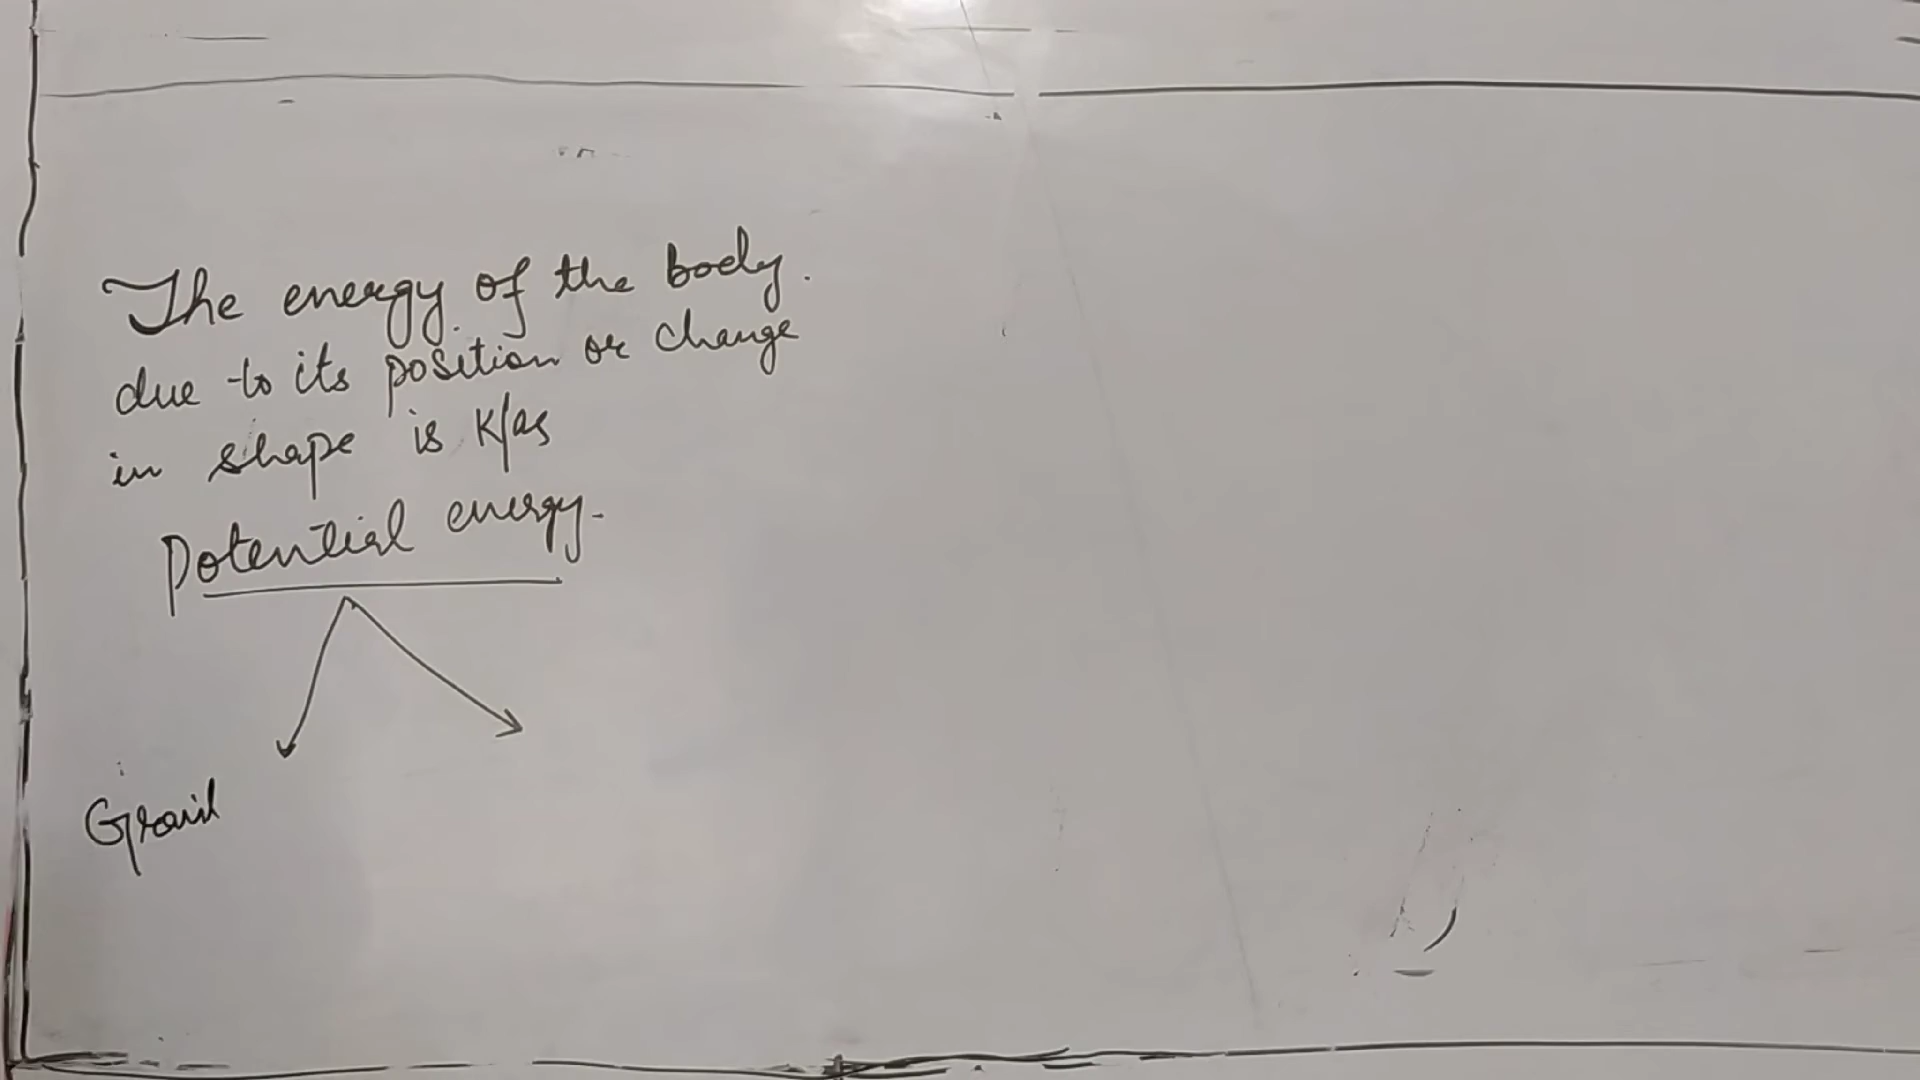 The energy of the body.
due to its position or change
in shape is K/as
Potential energy.
Gravit